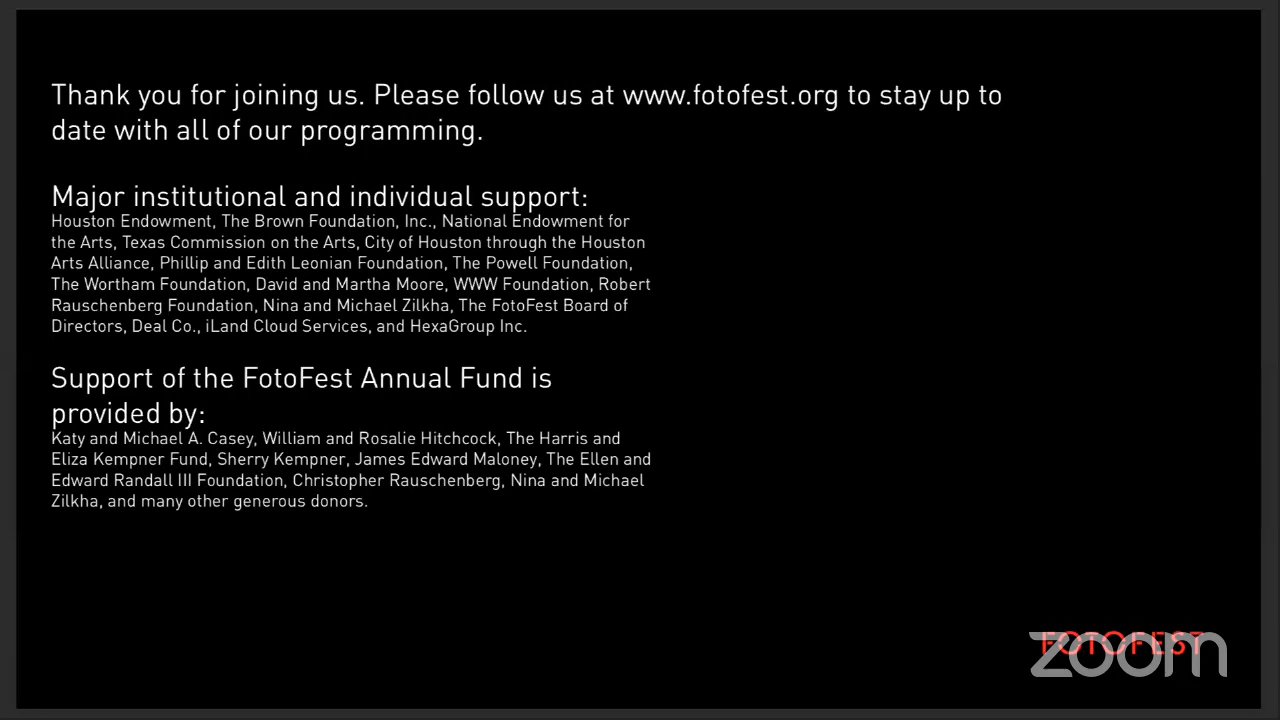 Thank you for joining us. Please follow us at www.fotofest.org to stay up to
date with all of our programming.
Major institutional and individual support:
Houston Endowment, The Brown Foundation, Inc., National Endowment for
the Arts, Texas Commission on the Arts, City of Houston through the Houston
Arts Alliance, Phillip and Edith Leonian Foundation, The Powell Foundation,
The Wortham Foundation, David and Martha Moore, WWW Foundation, Robert
Rauschenberg Foundation, Nina and Michael Zilkha, The FotoFest Board of
Directors, Deal Co., iLand Cloud Services, and HexaGroup Inc.
Support of the FotoFest Annual Fund is
provided by:
Katy and Michael A. Casey, William and Rosalie Hitchcock, The Harris and
Eliza Kempner Fund, Sherry Kempner, James Edward Maloney, The Ellen and
Edward Randall III Foundation, Christopher Rauschenberg, Nina and Michael
Zilkha, and many other generous donors.
FOTOFEST
zoom